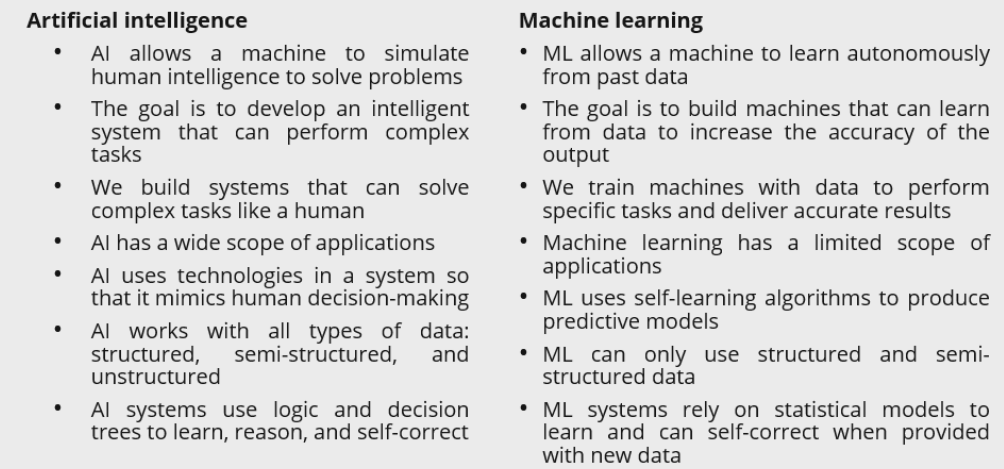 Artificial intelligence
• AI allows a machine to simulate
human intelligence to solve problems
• The goal is to develop an intelligent
system that can perform complex
tasks
• We build systems that can solve
complex tasks like a human
• AI has a wide scope of applications
• AI uses technologies in a system so
that it mimics human decision-making
• AI works with all types of data:
structured, semi-structured, and
unstructured
• AI systems use logic and decision
trees to learn, reason, and self-correct
Machine learning
• ML allows a machine to learn autonomously
from past data
• The goal is to build machines that can learn
from data to increase the accuracy of the
output
• We train machines with data to perform
specific tasks and deliver accurate results
• Machine learning has a limited scope of
applications
• ML uses self-learning algorithms to produce
predictive models
• ML can only use structured and semi-
structured data
• ML systems rely on statistical models to
learn and can self-correct when provided
with new data